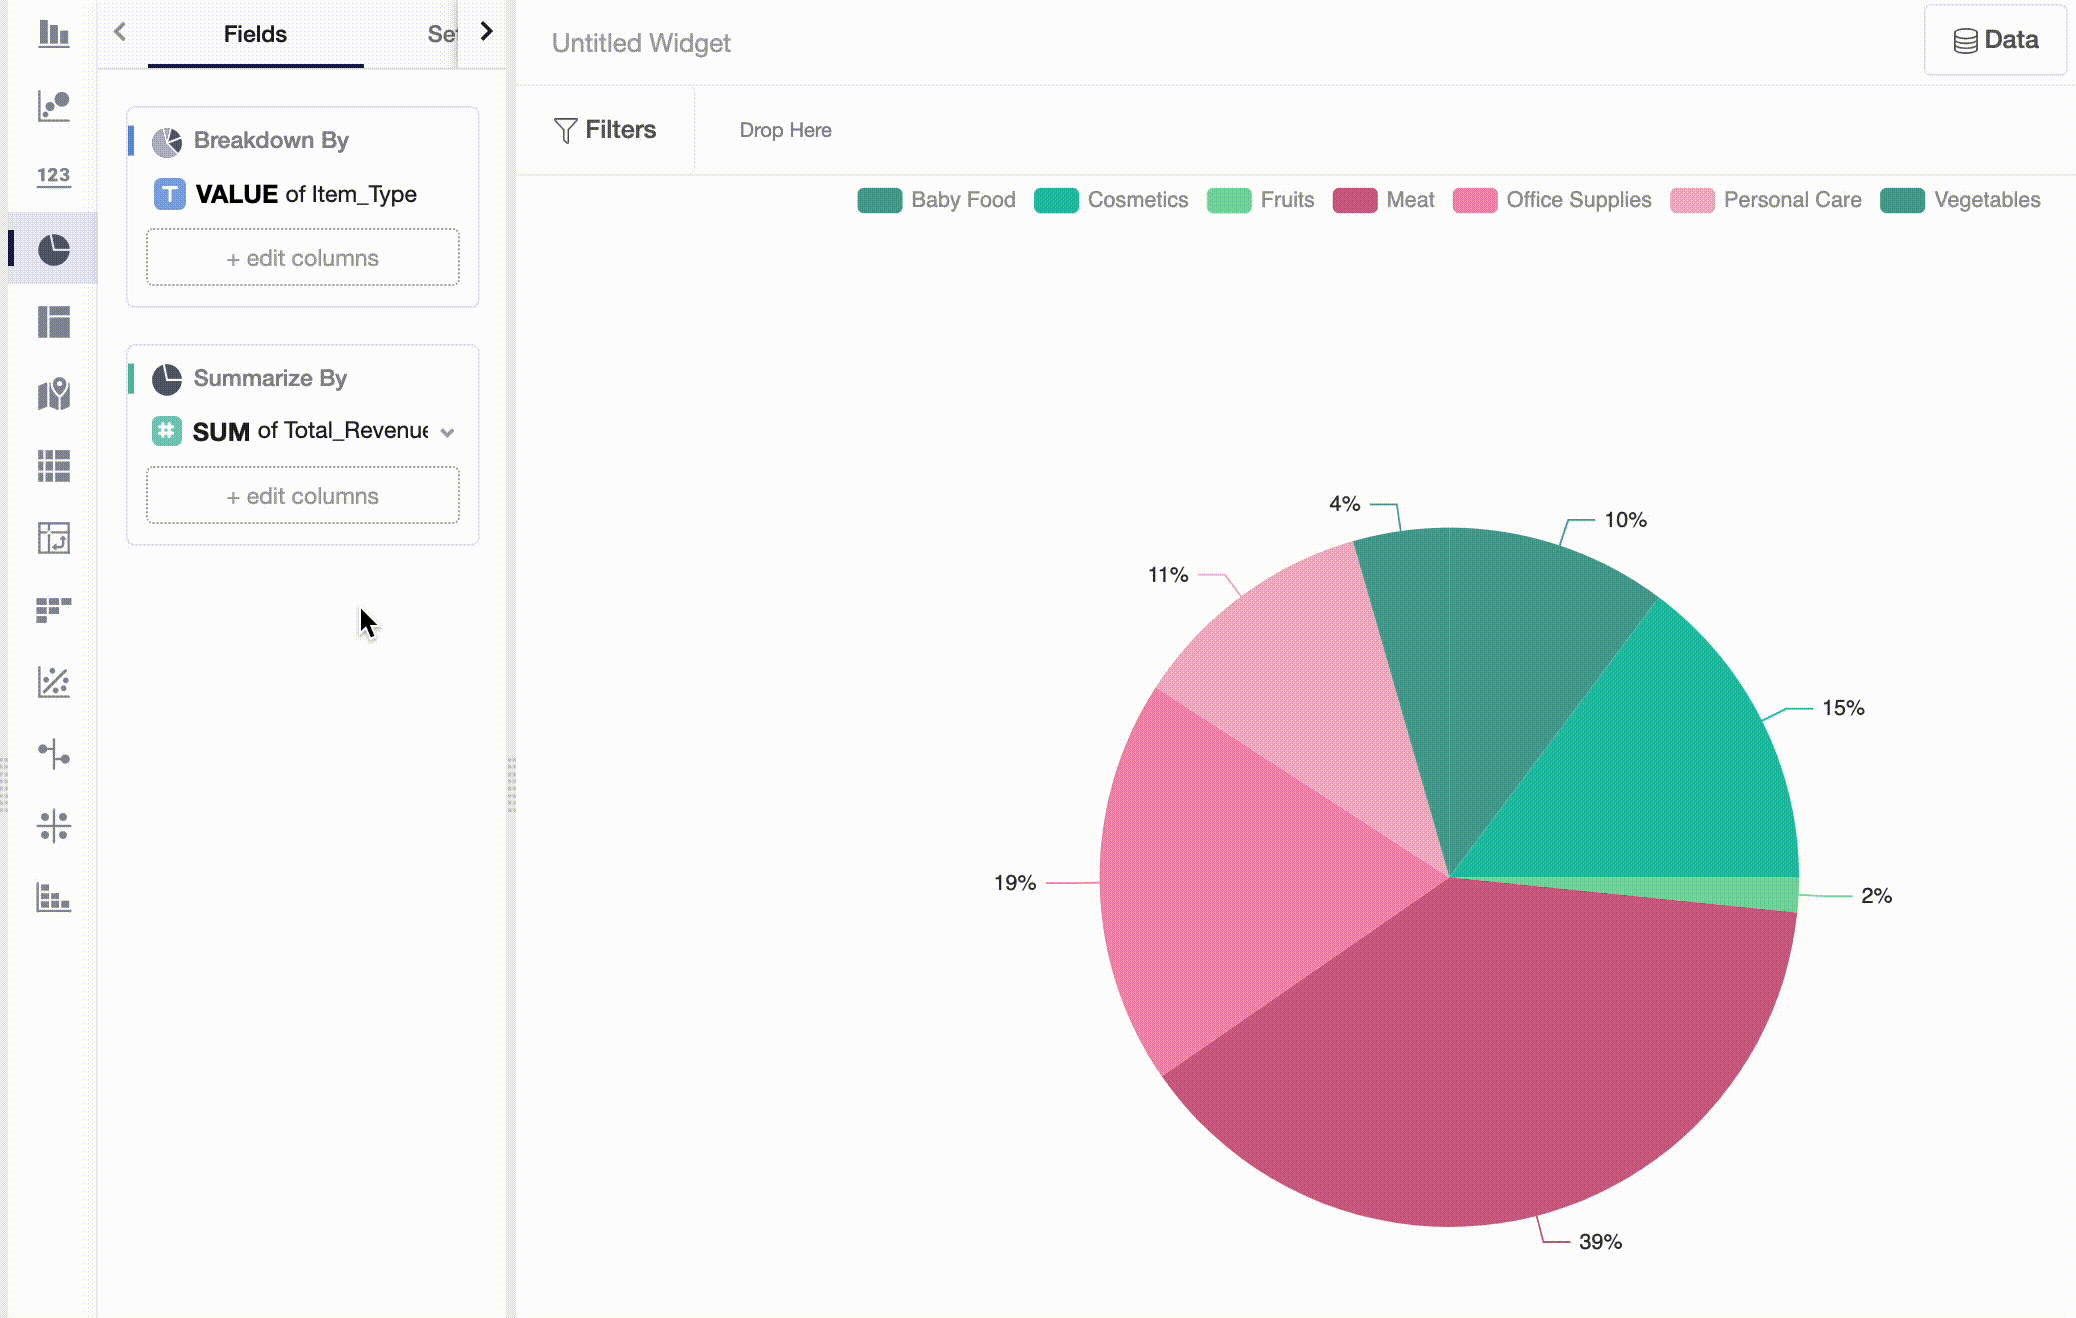 Fields
Se
Untitled Widget
Data
Filters
Drop Here
123
Breakdown By
T VALUE of Item_Type
+ edit columns
Summarize By
# SUM of Total_Revenue
+ edit columns
Baby Food Cosmetics Fruits Meat Office Supplies Personal Care Vegetables
4%
10%
11%
15%
19%
2%
39%